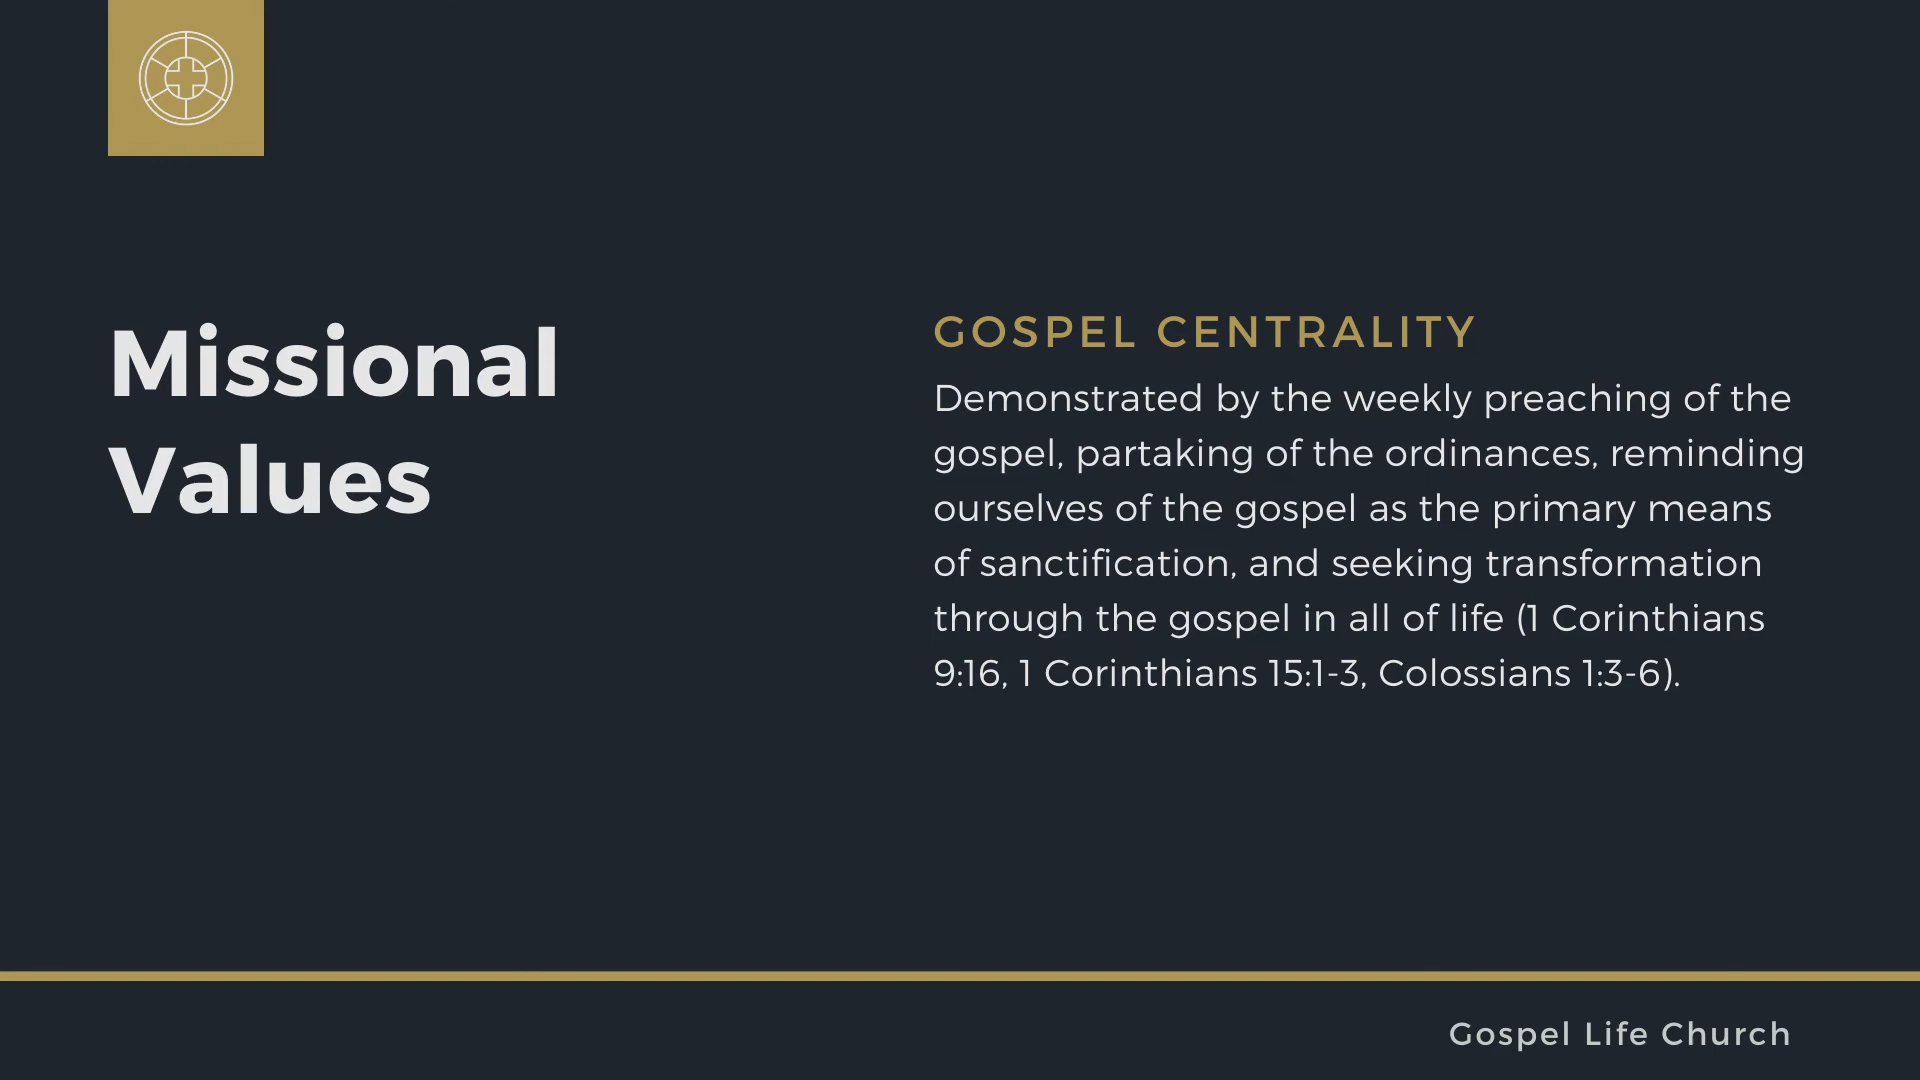 Missional
Values
GOSPEL CENTRALITY
Demonstrated by the weekly preaching of the
gospel, partaking of the ordinances, reminding
ourselves of the gospel as the primary means
of sanctification, and seeking transformation
through the gospel in all of life (1 Corinthians
9:16, 1 Corinthians 15:1-3, Colossians 1:3-6).
Gospel Life Church